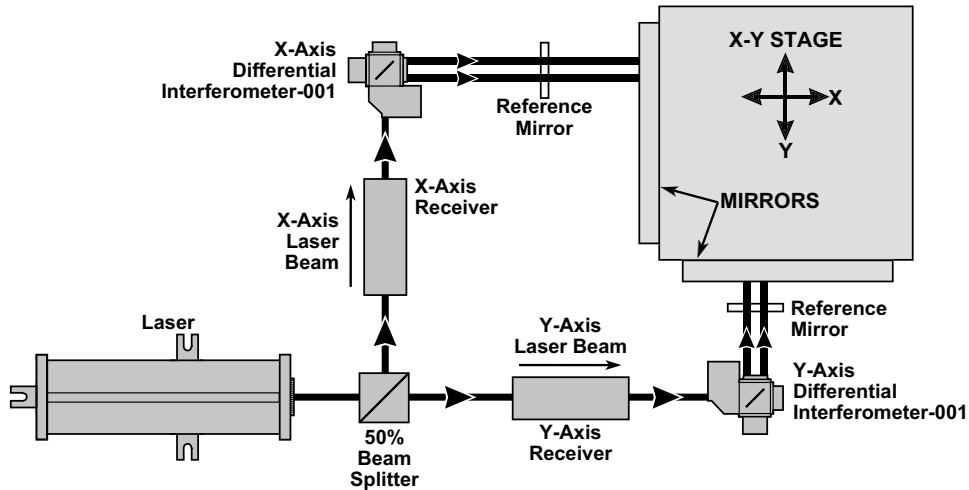 X-Axis
Differential
Interferometer-001
X-Y STAGE
X
Y
Reference
Mirror
X-Axis
Receiver
MIRRORS
X-Axis
Laser
Beam
Laser
Y-Axis
Laser Beam
Reference
Mirror
Y-Axis
Differential
Interferometer-001
50%
Beam
Splitter
Y-Axis
Receiver